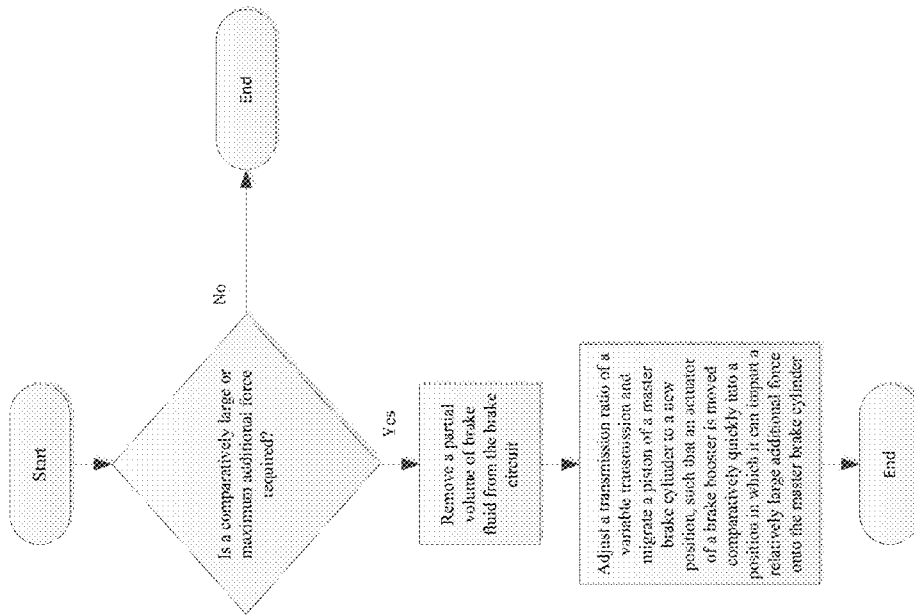 Start
Is a comparatively large or
maximum additional force
required?
No
End
Yes
Remove a partial
volume of brake
fluid from the brake
circuit
Adjust a transmission ratio of a
variable transmission and
migrate a piston of a master
brake cylinder to a new
position, such that an actuator
of a brake booster is moved
comparatively quickly into a
position in which it can impart a
relatively large additional force
onto the master brake cylinder
End